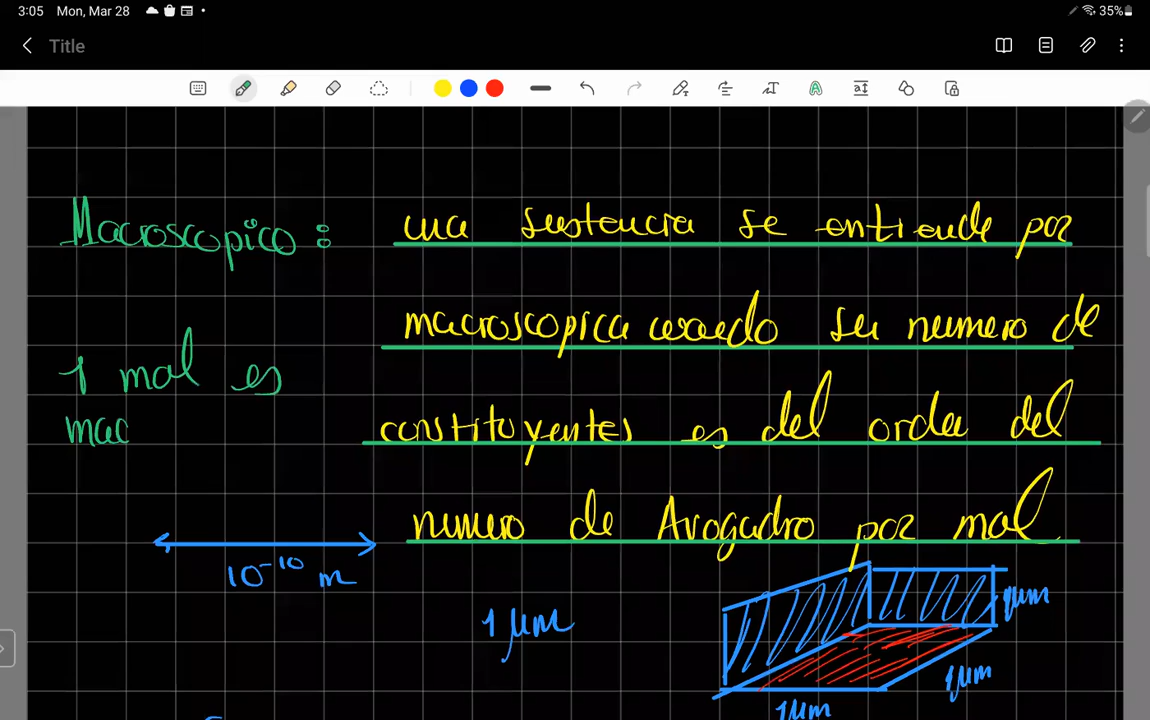 3:05 Mon, Mar 28
35%
Title
Macroscopico : una sustancia se entiende por
macroscopica cuando su numero de
1 mol es
mac
constituyentes es del orden del
numero de Avogadro por mol
10⁻¹⁰ m
1 μm
1μm
1μm
1μm